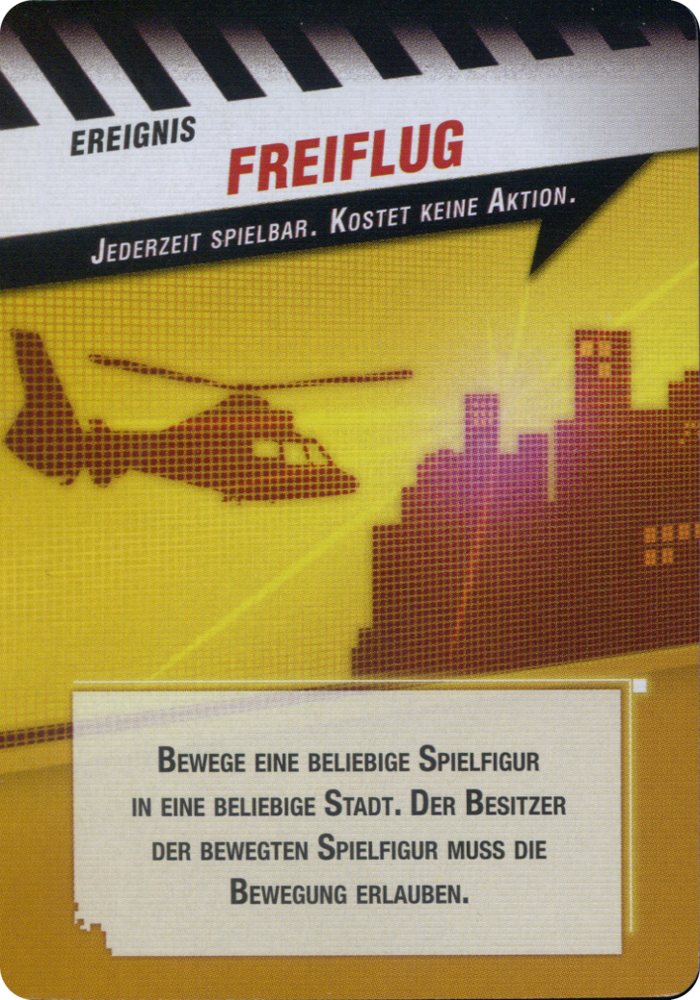 EREIGNIS
FREIFLUG
JEDERZEIT SPIELBAR. KOSTET KEINE AKTION.
BEWEGE EINE BELIEBIGE SPIELFIGUR
IN EINE BELIEBIGE STADT. DER BESITZER
DER BEWEGTEN SPIELFIGUR MUSS DIE
BEWEGUNG ERLAUBEN.